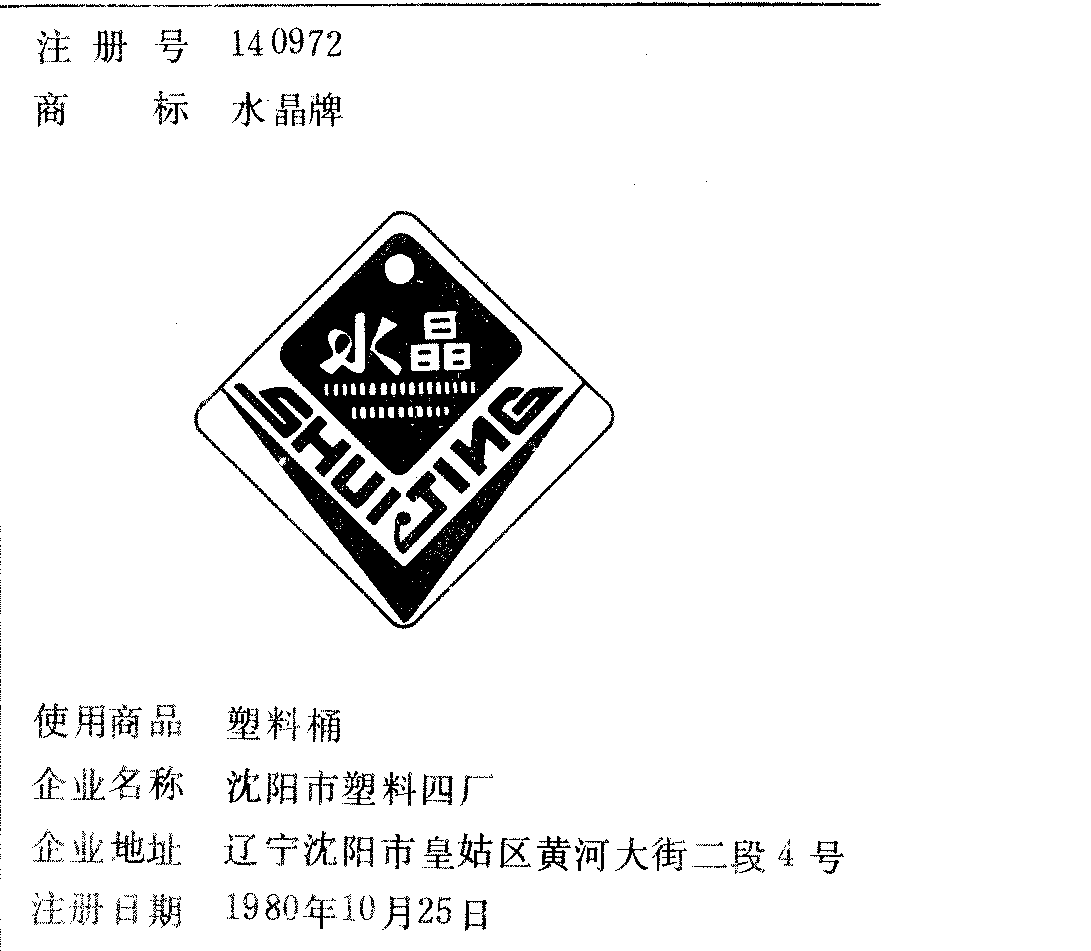 注册号 140972
商标 水晶牌
水晶
SHUIJING
使用商品 塑料桶
企业名称 沈阳市塑料四厂
企业地址 辽宁沈阳市皇姑区黄河大街二段4号
注册日期 1980年10月25日